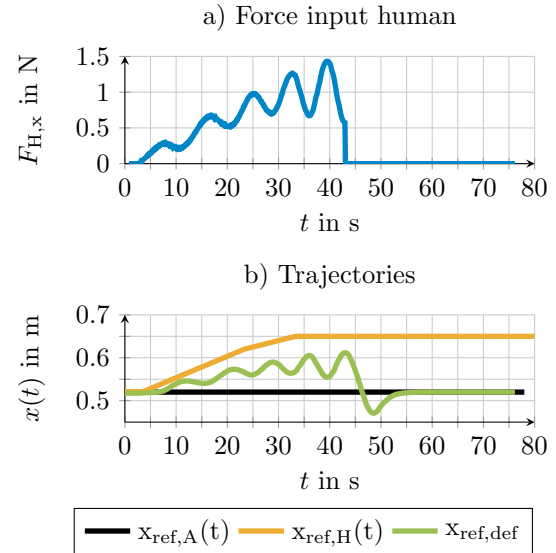 a) Force input human
1.5
1
0.5
0
F_H,x in N
0 10 20 30 40 50 60 70 80
t in s
b) Trajectories
0.7
0.6
0.5
x(t) in m
0 10 20 30 40 50 60 70 80
t in s
x_ref,A(t) x_ref,H(t) x_ref,def